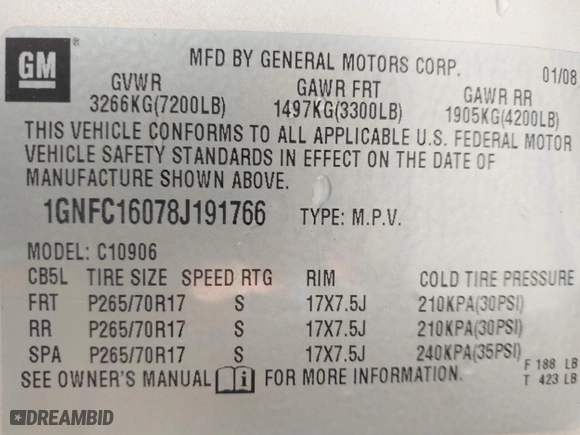 GM
MFD BY GENERAL MOTORS CORP. 01/08
GVWR GAWR FRT GAWR RR
3266KG(7200LB) 1497KG(3300LB) 1905KG(4200LB)
THIS VEHICLE CONFORMS TO ALL APPLICABLE U.S. FEDERAL MOTOR
VEHICLE SAFETY STANDARDS IN EFFECT ON THE DATE OF
MANUFACTURE SHOWN ABOVE.
1GNFC16078J191766 TYPE: M.P.V.
MODEL: C10906
CB5L TIRE SIZE SPEED RTG RIM COLD TIRE PRESSURE
FRT P265/70R17 S 17X7.5J 210KPA(30PSI)
RR P265/70R17 S 17X7.5J 210KPA(30PSI)
SPA P265/70R17 S 17X7.5J 240KPA(35PSI)
F 188 LB
SEE OWNER'S MANUAL FOR MORE INFORMATION. T 423 LB
DREAMBID